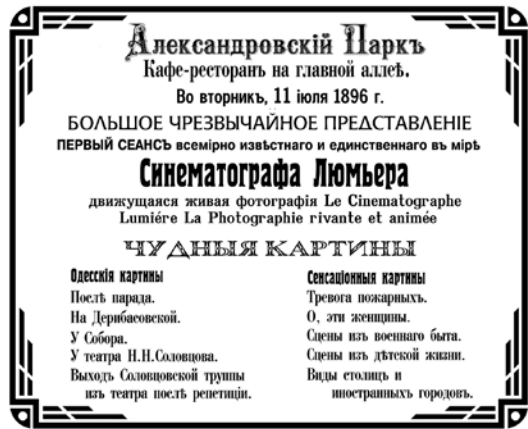 Александровскій Паркъ
Кафе-ресторанъ на главной аллеѣ.
Во вторникъ, 11 іюля 1896 г.
БОЛЬШОЕ ЧРЕЗВЫЧАЙНОЕ ПРЕДСТАВЛЕНІЕ
ПЕРВЫЙ СЕАНСЪ всемірно извѣстнаго и единственнаго въ мірѣ
Синематографа Люмьера
движущаяся живая фотографія Le Cinematographe
Lumiére La Photographie rivante et animée
ЧУДНЫЯ КАРТИНЫ
Одесскія картины
Послѣ парада.
На Дерибасовской.
У Собора.
У театра Н.Н.Соловцова.
Выходъ Соловцовской труппы
изъ театра послѣ репетиціи.
Сенсаціонныя картины
Тревога пожарныхъ.
О, эти женщины.
Сцены изъ военнаго быта.
Сцены изъ дѣтской жизни.
Виды столицъ и
иностранныхъ городовъ.